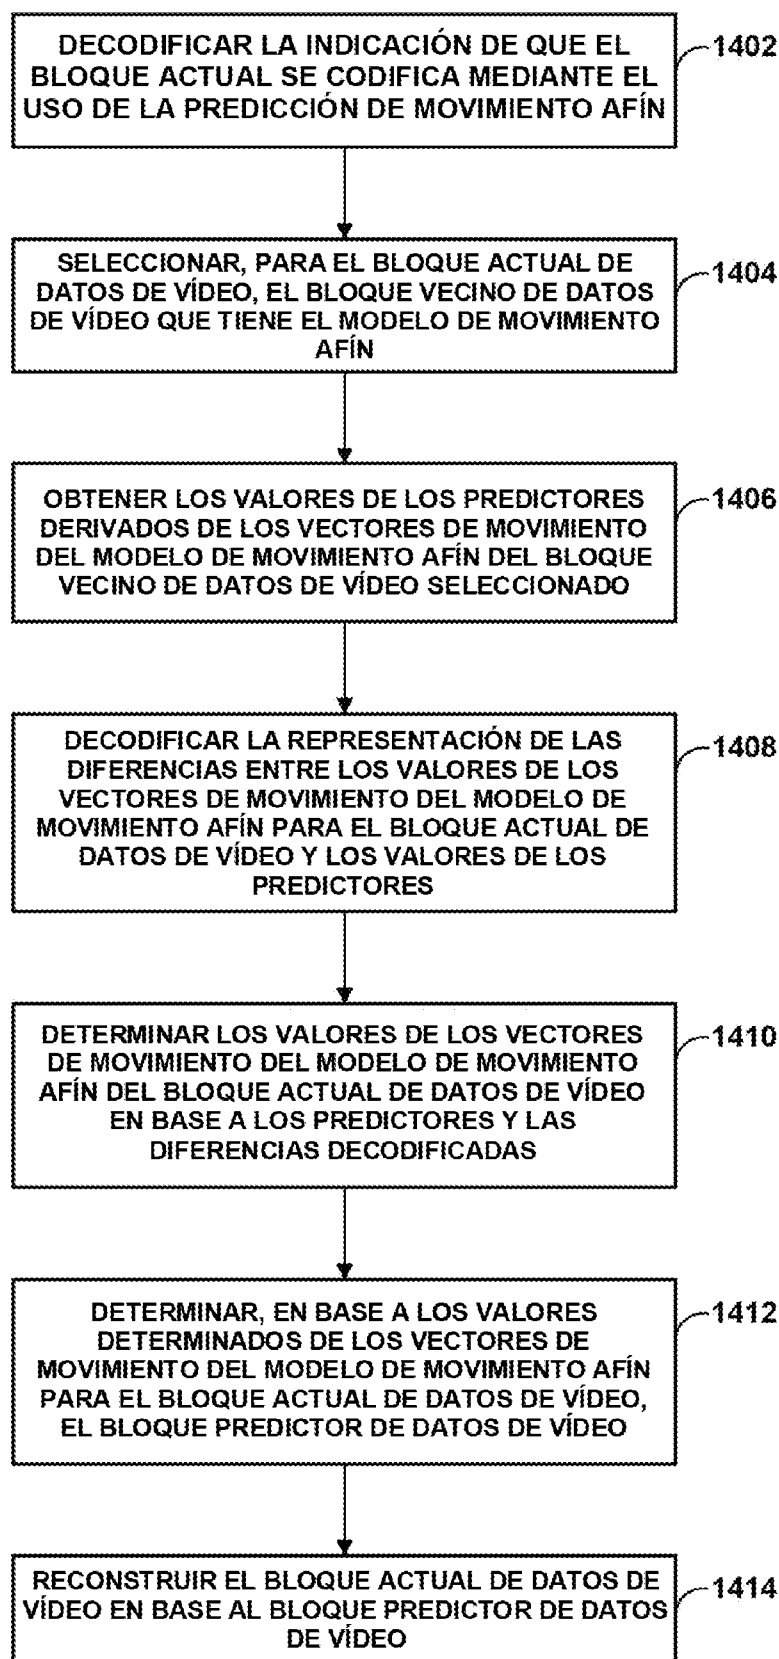 DECODIFICAR LA INDICACIÓN DE QUE EL
BLOQUE ACTUAL SE CODIFICA MEDIANTE EL
USO DE LA PREDICCIÓN DE MOVIMIENTO AFÍN
1402
SELECCIONAR, PARA EL BLOQUE ACTUAL DE
DATOS DE VÍDEO, EL BLOQUE VECINO DE DATOS
DE VÍDEO QUE TIENE EL MODELO DE MOVIMIENTO
AFÍN
1404
OBTENER LOS VALORES DE LOS PREDICTORES
DERIVADOS DE LOS VECTORES DE MOVIMIENTO
DEL MODELO DE MOVIMIENTO AFÍN DEL BLOQUE
VECINO DE DATOS DE VÍDEO SELECCIONADO
1406
DECODIFICAR LA REPRESENTACIÓN DE LAS
DIFERENCIAS ENTRE LOS VALORES DE LOS
VECTORES DE MOVIMIENTO DEL MODELO DE
MOVIMIENTO AFÍN PARA EL BLOQUE ACTUAL DE
DATOS DE VÍDEO Y LOS VALORES DE LOS
PREDICTORES
1408
DETERMINAR LOS VALORES DE LOS VECTORES
DE MOVIMIENTO DEL MODELO DE MOVIMIENTO
AFÍN DEL BLOQUE ACTUAL DE DATOS DE VÍDEO
EN BASE A LOS PREDICTORES Y LAS
DIFERENCIAS DECODIFICADAS
1410
DETERMINAR, EN BASE A LOS VALORES
DETERMINADOS DE LOS VECTORES DE
MOVIMIENTO DEL MODELO DE MOVIMIENTO AFÍN
PARA EL BLOQUE ACTUAL DE DATOS DE VÍDEO,
EL BLOQUE PREDICTOR DE DATOS DE VÍDEO
1412
RECONSTRUIR EL BLOQUE ACTUAL DE DATOS DE
VÍDEO EN BASE AL BLOQUE PREDICTOR DE DATOS
DE VÍDEO
1414